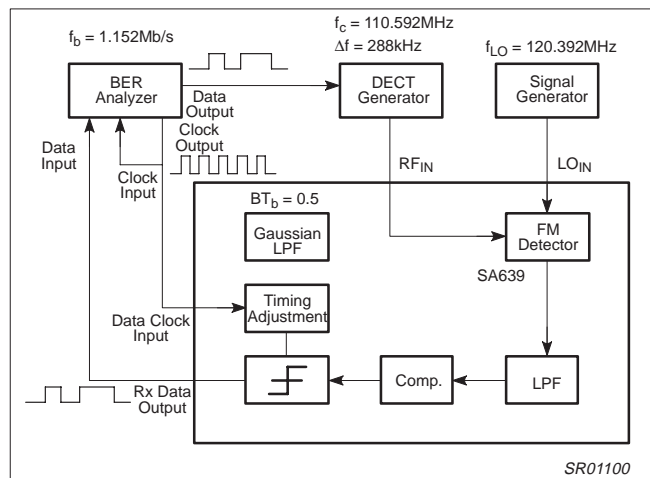 f_b = 1.152Mb/s
f_c = 110.592MHz
Δf = 288kHz
f_LO = 120.392MHz
BER
Analyzer
Data
Output
DECT
Generator
Signal
Generator
Data
Input
Clock
Input
Clock
Output
RF_IN
LO_IN
BT_b = 0.5
Gaussian
LPF
FM
Detector
SA639
Data Clock
Input
Timing
Adjustment
Rx Data
Output
Comp.
LPF
SR01100